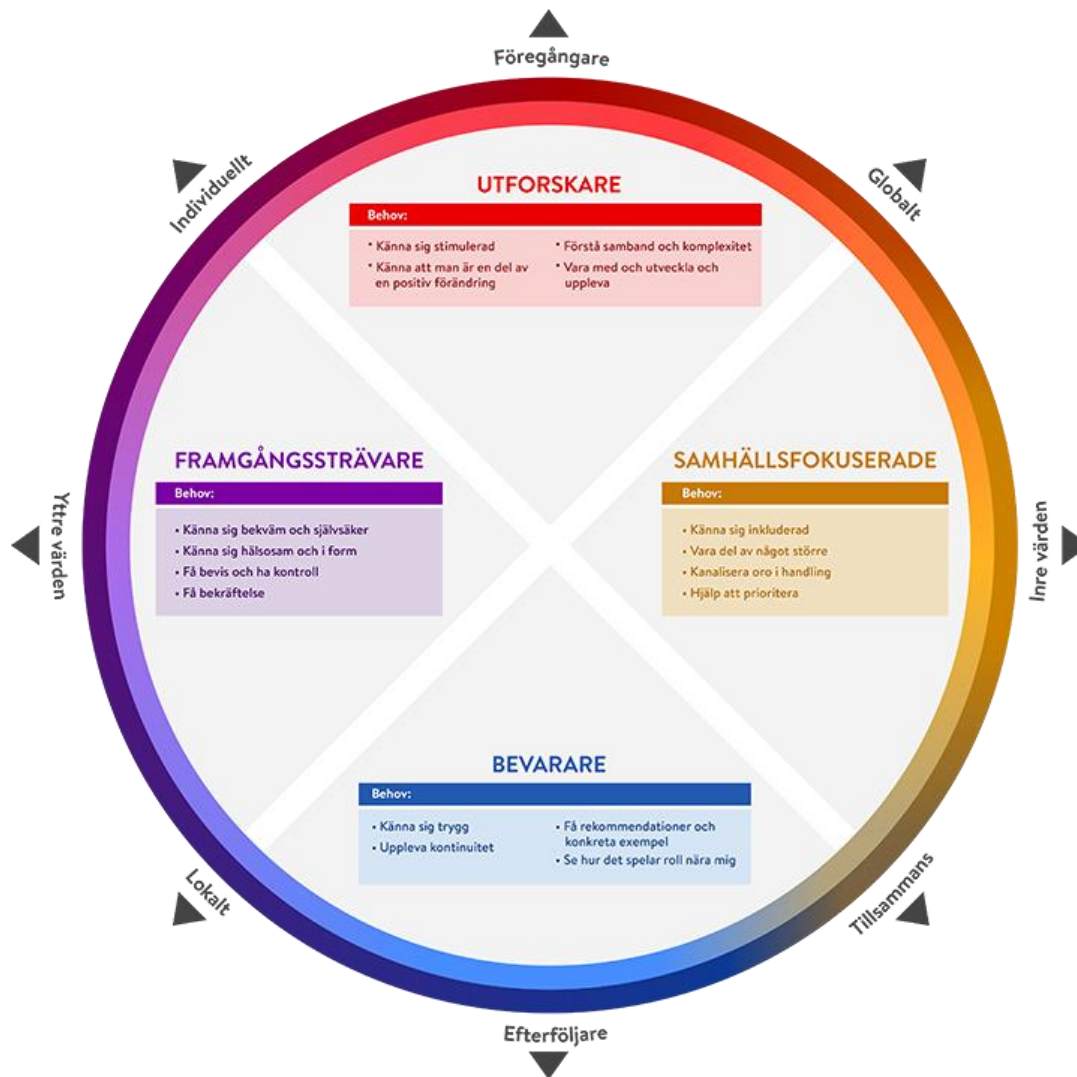 Föregångare
Individuellt
Globalt
UTFORSKARE
Behov:
• Känna sig stimulerad
• Känna att man är en del av
en positiv förändring
• Förstå samband och komplexitet
• Vara med och utveckla och
uppleva
FRAMGÅNGSSTRÄVARE
Behov:
• Känna sig bekväm och självsäker
• Känna sig hälsosam och i form
• Få bevis och ha kontroll
• Få bekräftelse
SAMHÄLLSFOKUSERADE
Behov:
• Känna sig inkluderad
• Vara del av något större
• Kanalisera oro i handling
• Hjälp att prioritera
Yttre värden
Inre värden
BEVARARE
Behov:
• Känna sig trygg
• Uppleva kontinuitet
• Få rekommendationer och
konkreta exempel
• Se hur det spelar roll nära mig
Lokalt
Tillsammans
Efterföljare